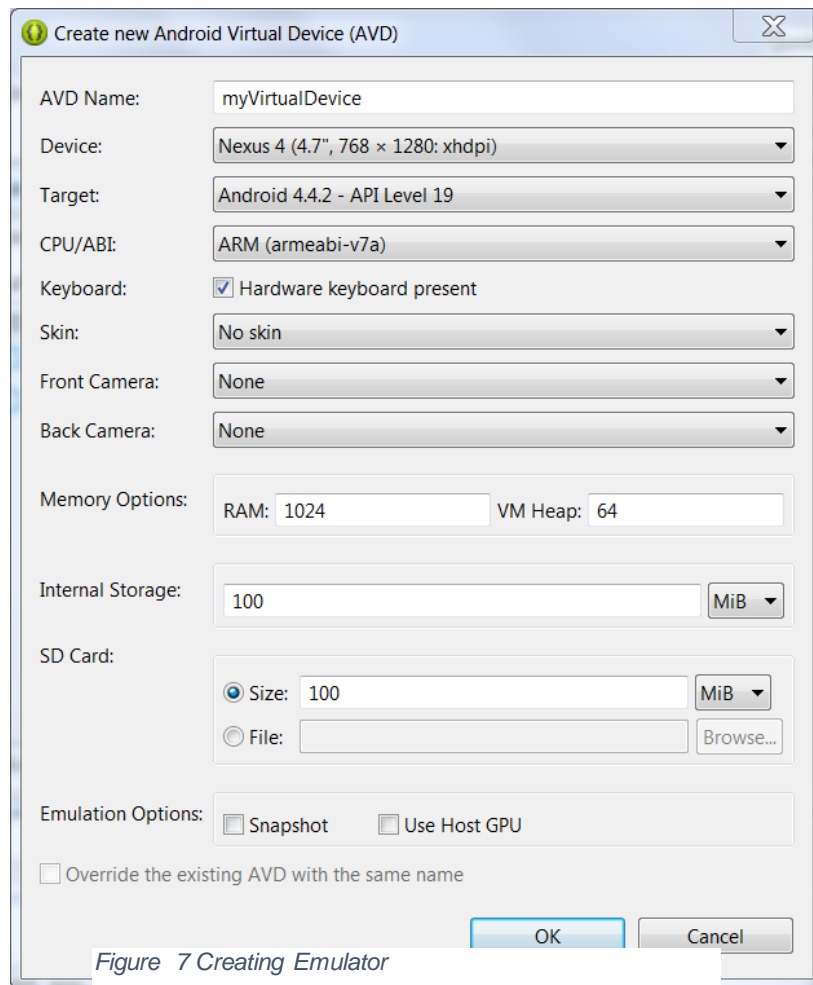 Create new Android Virtual Device (AVD)
AVD Name: myVirtualDevice
Device: Nexus 4 (4.7", 768 × 1280: xhdpi)
Target: Android 4.4.2 - API Level 19
CPU/ABI: ARM (armeabi-v7a)
Keyboard: Hardware keyboard present
Skin: No skin
Front Camera: None
Back Camera: None
Memory Options: RAM: 1024 VM Heap: 64
Internal Storage: 100 MiB
SD Card:
Size: 100 MiB
File: Browse...
Emulation Options: Snapshot Use Host GPU
Override the existing AVD with the same name
OK Cancel
Figure 7 Creating Emulator